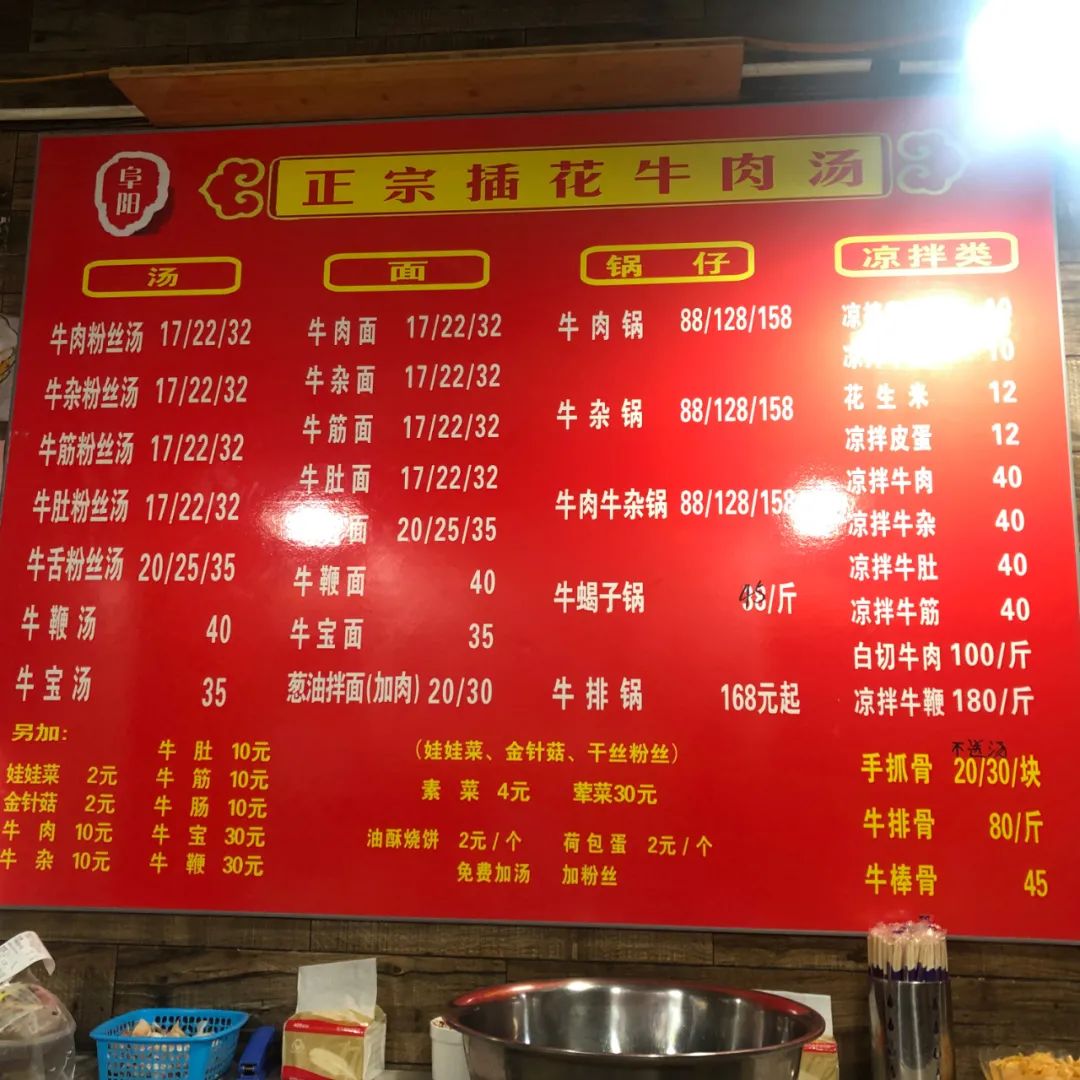 阜阳
正宗插花牛肉汤
汤
牛肉粉丝汤 17/22/32
牛杂粉丝汤 17/22/32
牛筋粉丝汤 17/22/32
牛肚粉丝汤 17/22/32
牛舌粉丝汤 20/25/35
牛鞭汤 40
牛宝汤 35
面
牛肉面 17/22/32
牛杂面 17/22/32
牛筋面 17/22/32
牛肚面 17/22/32
面 20/25/35
牛鞭面 40
牛宝面 35
葱油拌面(加肉) 20/30
锅 仔
牛肉锅 88/128/158
牛杂锅 88/128/158
牛肉牛杂锅 88/128/158
牛蝎子锅 /斤
牛排锅 168元起
凉拌类
凉拌 10
凉拌 10
花生米 12
凉拌皮蛋 12
凉拌牛肉 40
凉拌牛杂 40
凉拌牛肚 40
凉拌牛筋 40
白切牛肉 100/斤
凉拌牛鞭 180/斤
不送汤
手抓骨 20/30/块
牛排骨 80/斤
牛棒骨 45
另加:
娃娃菜 2元
金针菇 2元
牛肉 10元
牛杂 10元
牛肚 10元
牛筋 10元
牛肠 10元
牛宝 30元
牛鞭 30元
(娃娃菜、金针菇、干丝粉丝)
素菜 4元 荤菜30元
油酥烧饼 2元/个 荷包蛋 2元/个
免费加汤 加粉丝